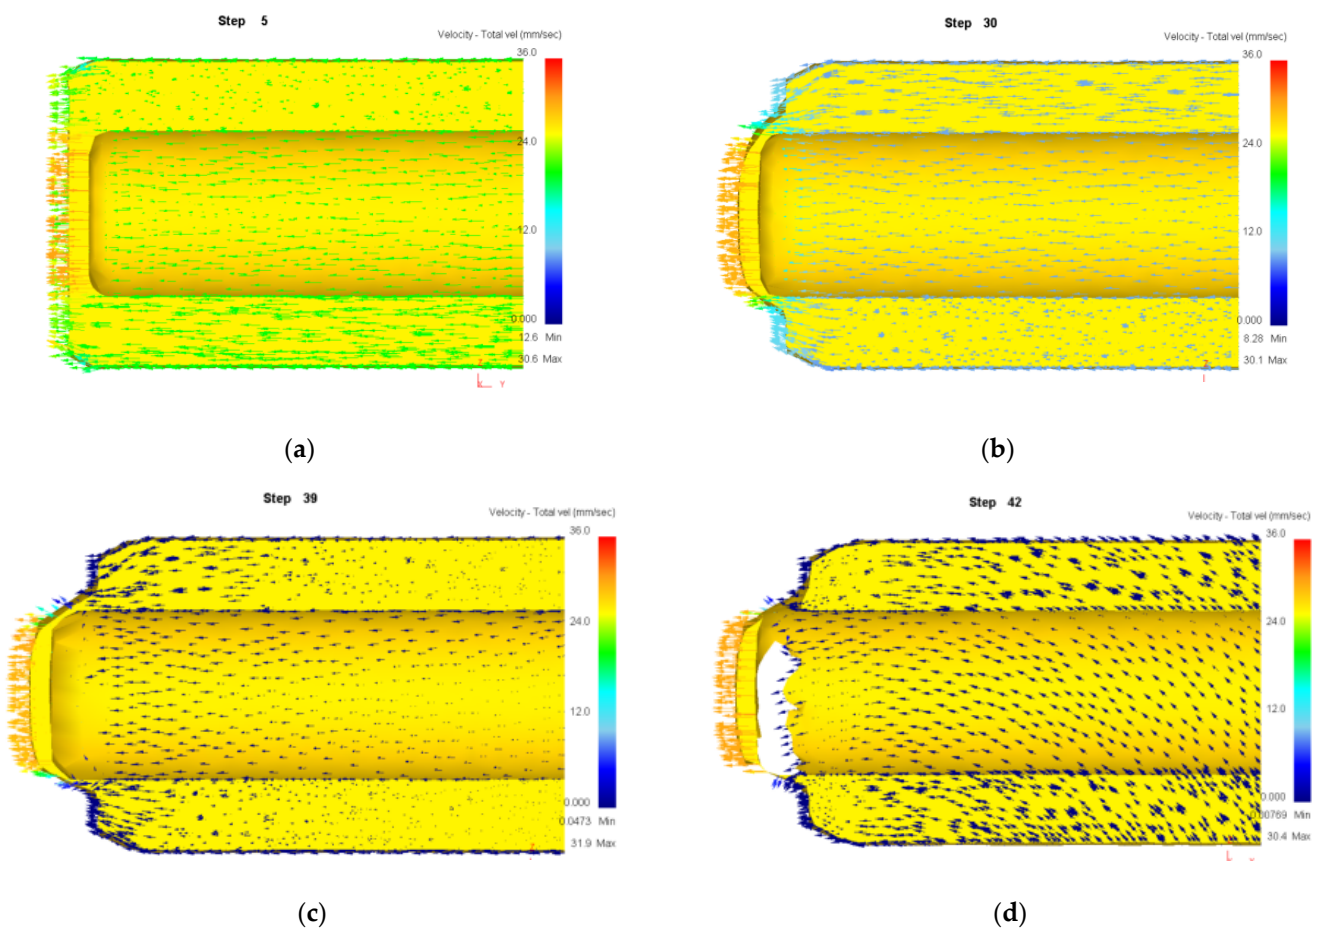 Step 5
Velocity - Total vel (mm/sec)
36.0
24.0
12.0
0.000
12.6 Min
30.6 Max
Z
X Y
(a)
Step 30
Velocity - Total vel (mm/sec)
36.0
24.0
12.0
0.000
8.28 Min
30.1 Max
Z
(b)
Step 39
Velocity - Total vel (mm/sec)
36.0
24.0
12.0
0.000
0.0473 Min
31.9 Max
(c)
Step 42
Velocity - Total vel (mm/sec)
36.0
24.0
12.0
0.000
0.00769 Min
30.4 Max
(d)